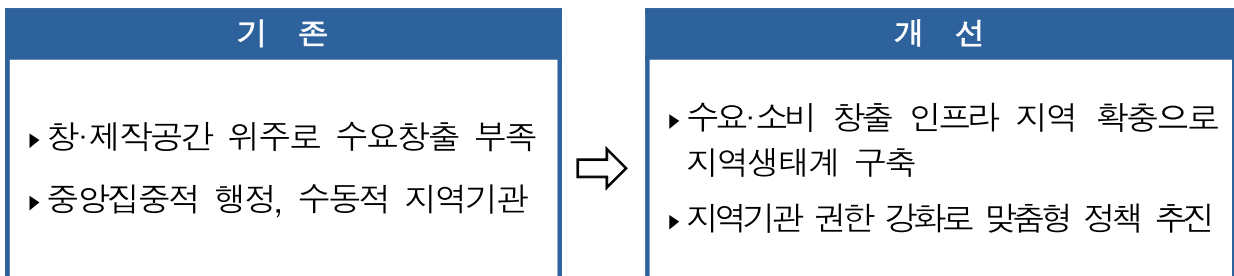 기 존
▸창·제작공간 위주로 수요창출 부족
▸중앙집중적 행정, 수동적 지역기관
⇨
개 선
▸수요·소비 창출 인프라 지역 확충으로
지역생태계 구축
▸지역기관 권한 강화로 맞춤형 정책 추진